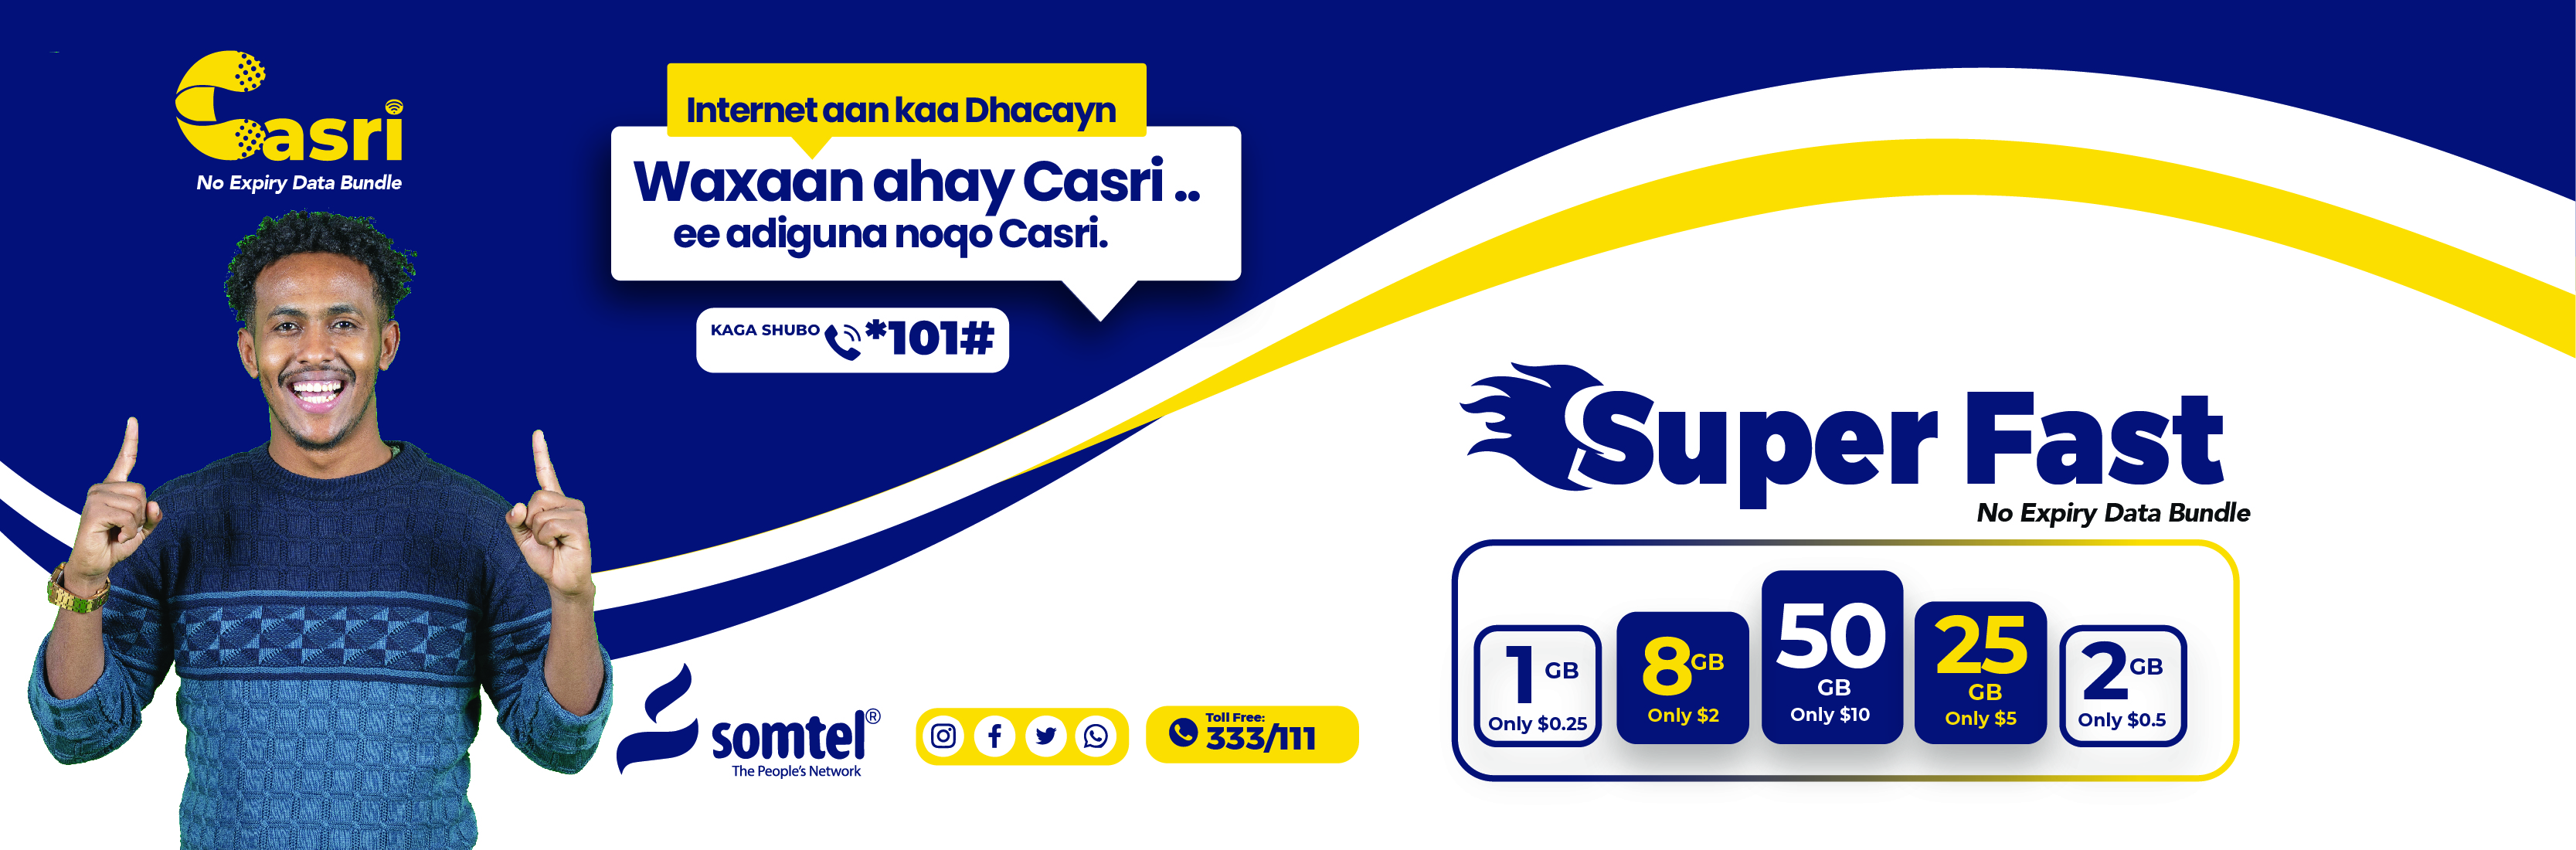 Casri
No Expiry Data Bundle
Internet aan kaa Dhacayn
Waxaan ahay Casri ..
ee adiguna noqo Casri.
KAGA SHUBO *101#
Super Fast
No Expiry Data Bundle
1 GB
Only $0.25
8 GB
Only $2
50
GB
Only $10
25
GB
Only $5
2 GB
Only $0.5
somtel®
The People's Network
Toll Free:
333/111